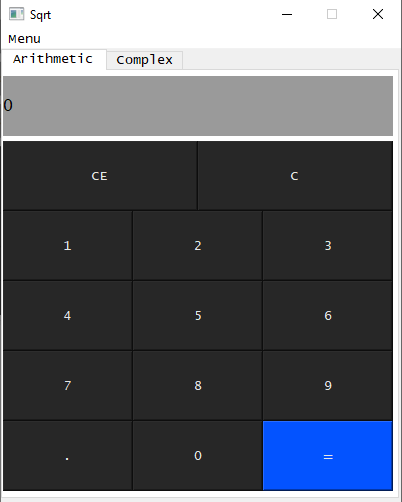 Sqrt
Menu
Arithmetic Complex
0
CE C
1 2 3
4 5 6
7 8 9
. 0 =